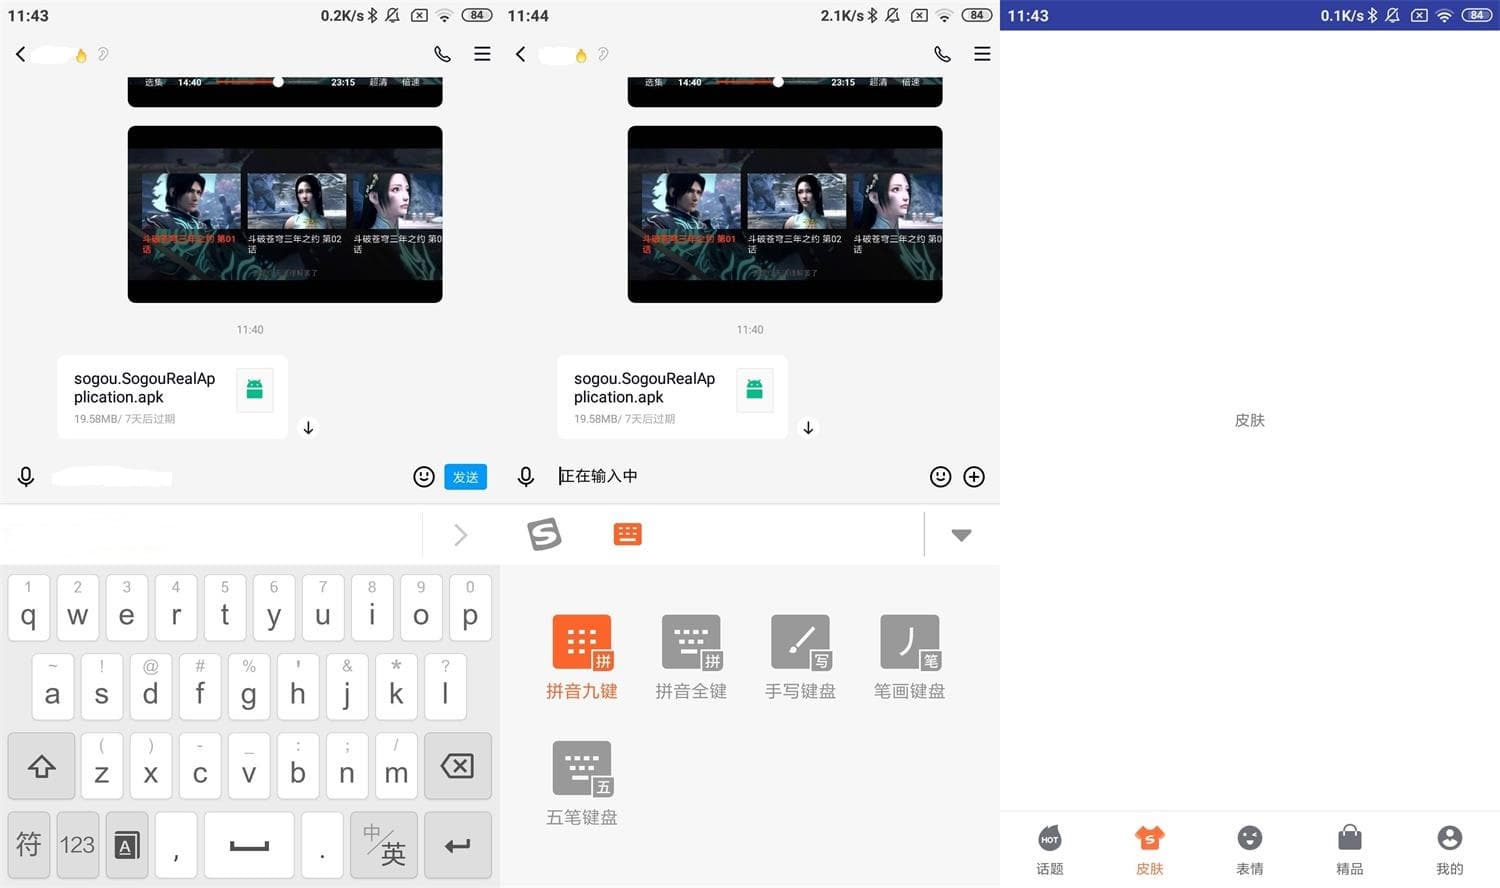 11:43
0.2K/s
84
选集 14:40 23:15 超清 倍速
斗破苍穹三年之约 第01
话
斗破苍穹三年之约 第02
话
斗破苍穹三年之约 第0
话
11:40
sogou.SogouRealAp
plication.apk
19.58MB/ 7天后过期
发送
1 2 3 4 5 6 7 8 9 0
q w e r t y u i o p
~ ! @ # % ' & * ?
a s d f g h j k l
( ) - _ : ; /
z x c v b n m
符 123 A , . 中/英
11:44
2.1K/s
84
选集 14:40 23:15 超清 倍速
斗破苍穹三年之约 第01
话
斗破苍穹三年之约 第02
话
斗破苍穹三年之约 第0
话
11:40
sogou.SogouRealAp
plication.apk
19.58MB/ 7天后过期
正在输入中
S
拼 拼 写 笔
拼音九键 拼音全键 手写键盘 笔画键盘
五
五笔键盘
11:43
0.1K/s
84
皮肤
HOT S
话题 皮肤 表情 精品 我的